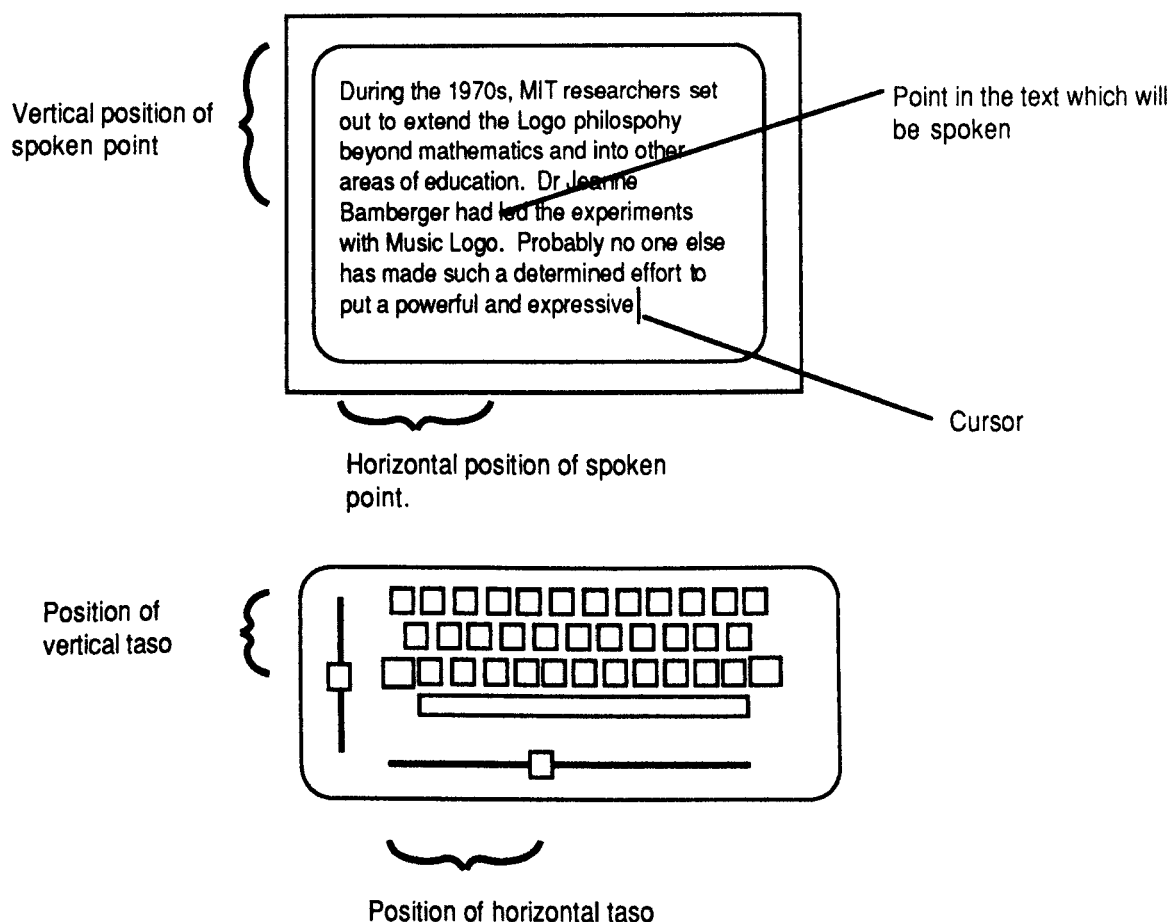 Vertical position of
spoken point
During the 1970s, MIT researchers set
out to extend the Logo philospohy
beyond mathematics and into other
areas of education. Dr Jeanne
Bamberger had led the experiments
with Music Logo. Probably no one else
has made such a determined effort to
put a powerful and expressive
Point in the text which will
be spoken
Cursor
Horizontal position of spoken
point.
Position of
vertical taso
Position of horizontal taso